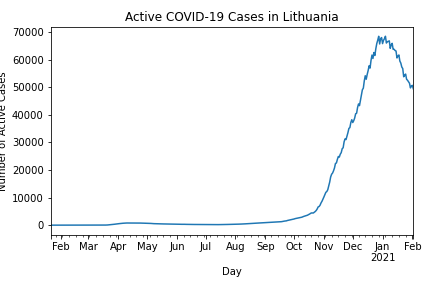 Active COVID-19 Cases in Lithuania
Number of Active Cases
70000
60000
50000
40000
30000
20000
10000
0
Feb Mar Apr May Jun Jul Aug Sep Oct Nov Dec Jan Feb
2021
Day